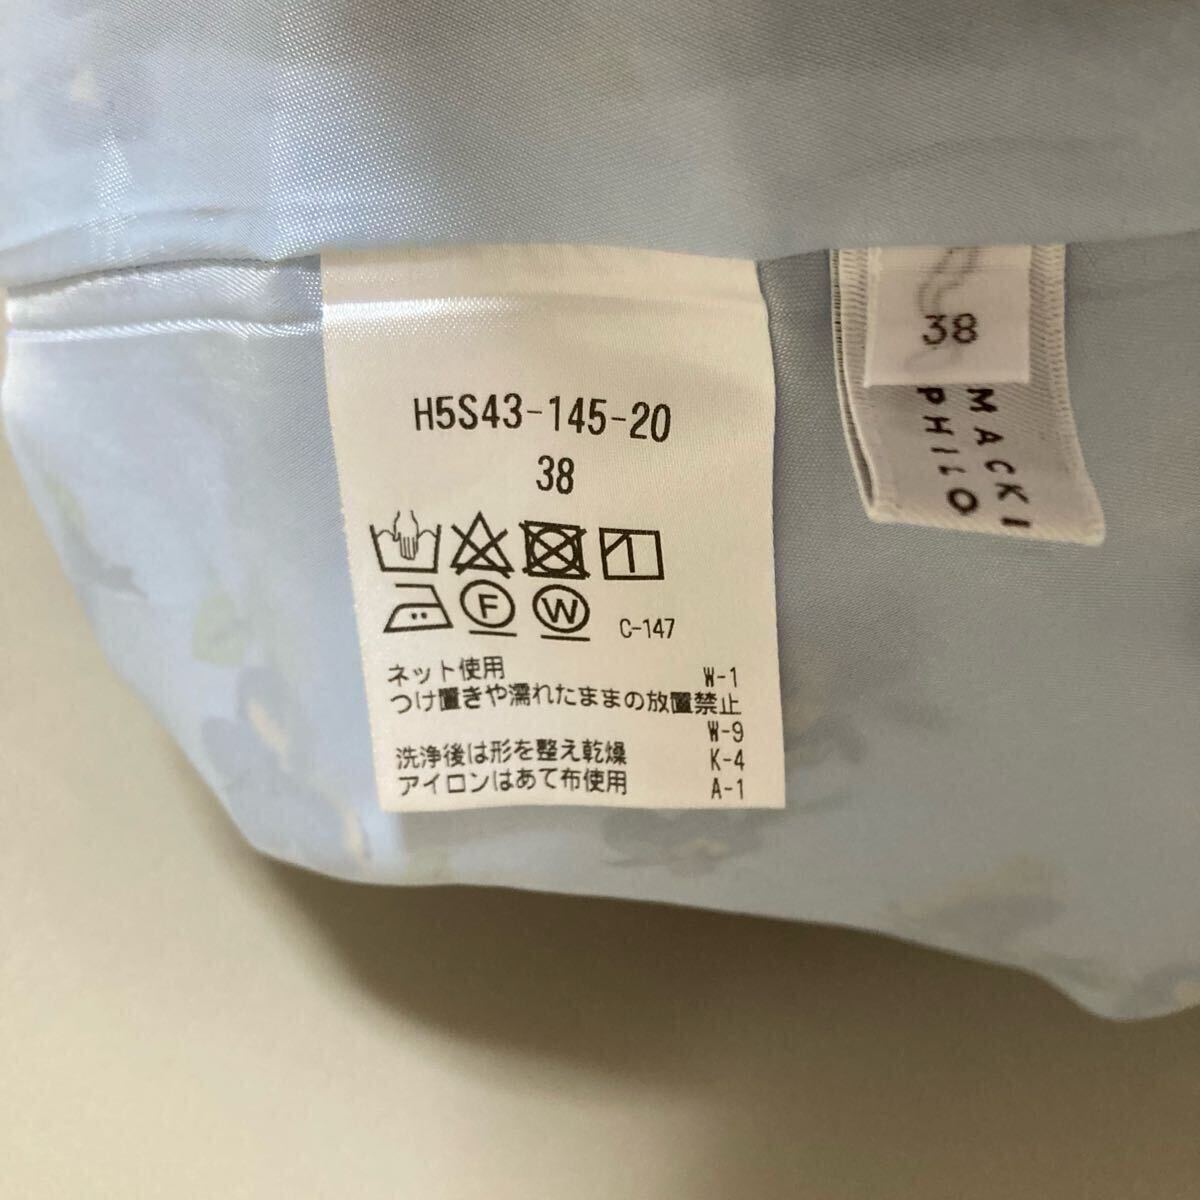 H5S43-145-20
38
F W C-147
ネット使用 W-1
つけ置きや濡れたままの放置禁止
W-9
洗浄後は形を整え乾燥 K-4
アイロンはあて布使用 A-1
38
MACKI
PHILO